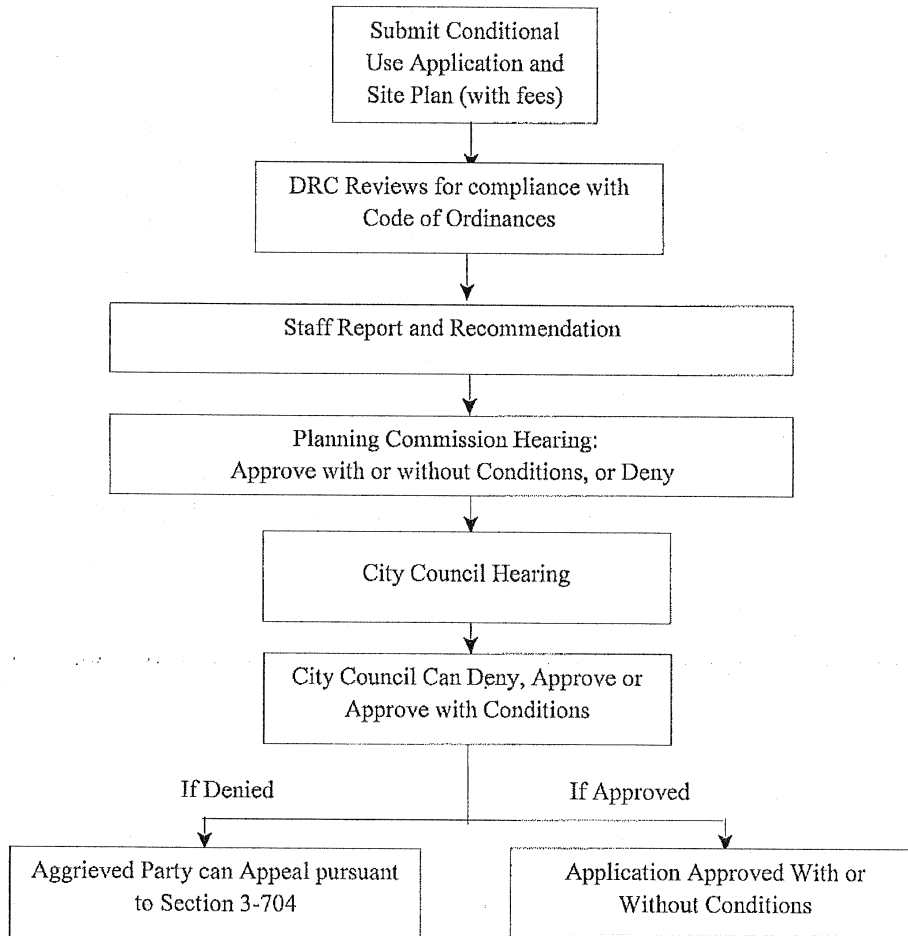 Submit Conditional
Use Application and
Site Plan (with fees)
DRC Reviews for compliance with
Code of Ordinances
Staff Report and Recommendation
Planning Commission Hearing:
Approve with or without Conditions, or Deny
City Council Hearing
City Council Can Deny, Approve or
Approve with Conditions
If Denied
If Approved
Aggrieved Party can Appeal pursuant
to Section 3-704
Application Approved With or
Without Conditions